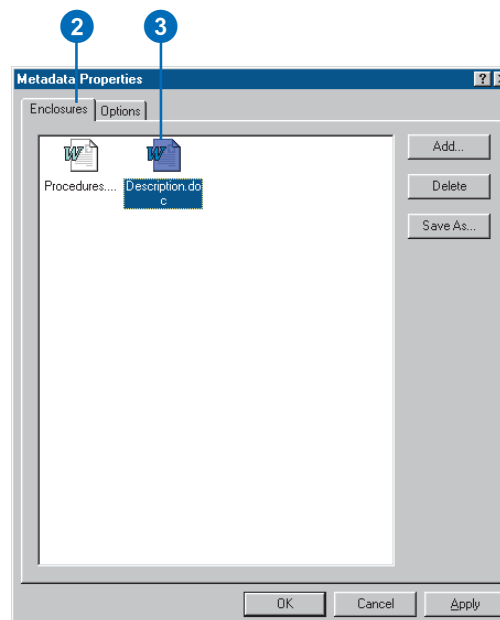 2 3
Metadata Properties
Enclosures Options
Add...
Procedures.... Description.do
c
Delete
Save As...
OK Cancel Apply